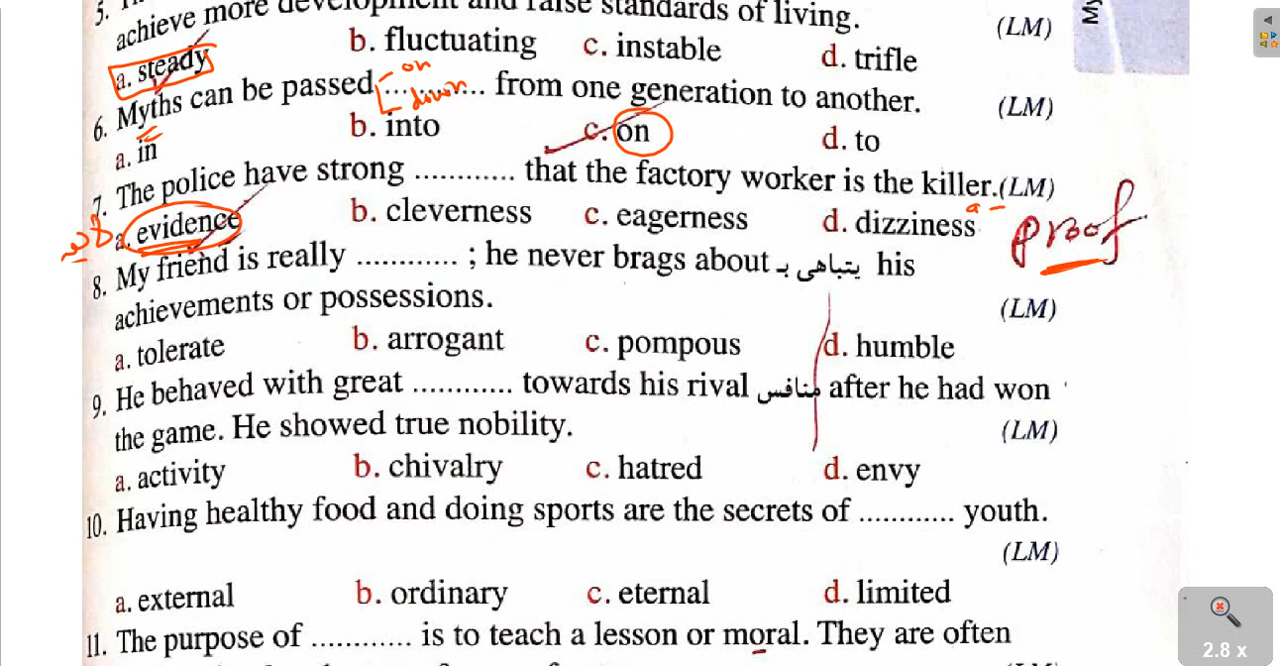 5.
achieve more development and raise standards of living. (LM)
a. steady b. fluctuating c. instable d. trifle
on
down
6. Myths can be passed ............ from one generation to another. (LM)
a. in b. into c. on d. to
7. The police have strong ............ that the factory worker is the killer.(LM)
a. evidence b. cleverness c. eagerness d. dizziness
a - proof
8. My friend is really ............ ; he never brags about يتباهى بـ his
achievements or possessions. (LM)
a. tolerate b. arrogant c. pompous d. humble
9. He behaved with great ............ towards his rival منافس after he had won
the game. He showed true nobility. (LM)
a. activity b. chivalry c. hatred d. envy
10. Having healthy food and doing sports are the secrets of ............ youth.
(LM)
a. external b. ordinary c. eternal d. limited
11. The purpose of ............ is to teach a lesson or moral. They are often
My
2.8 x